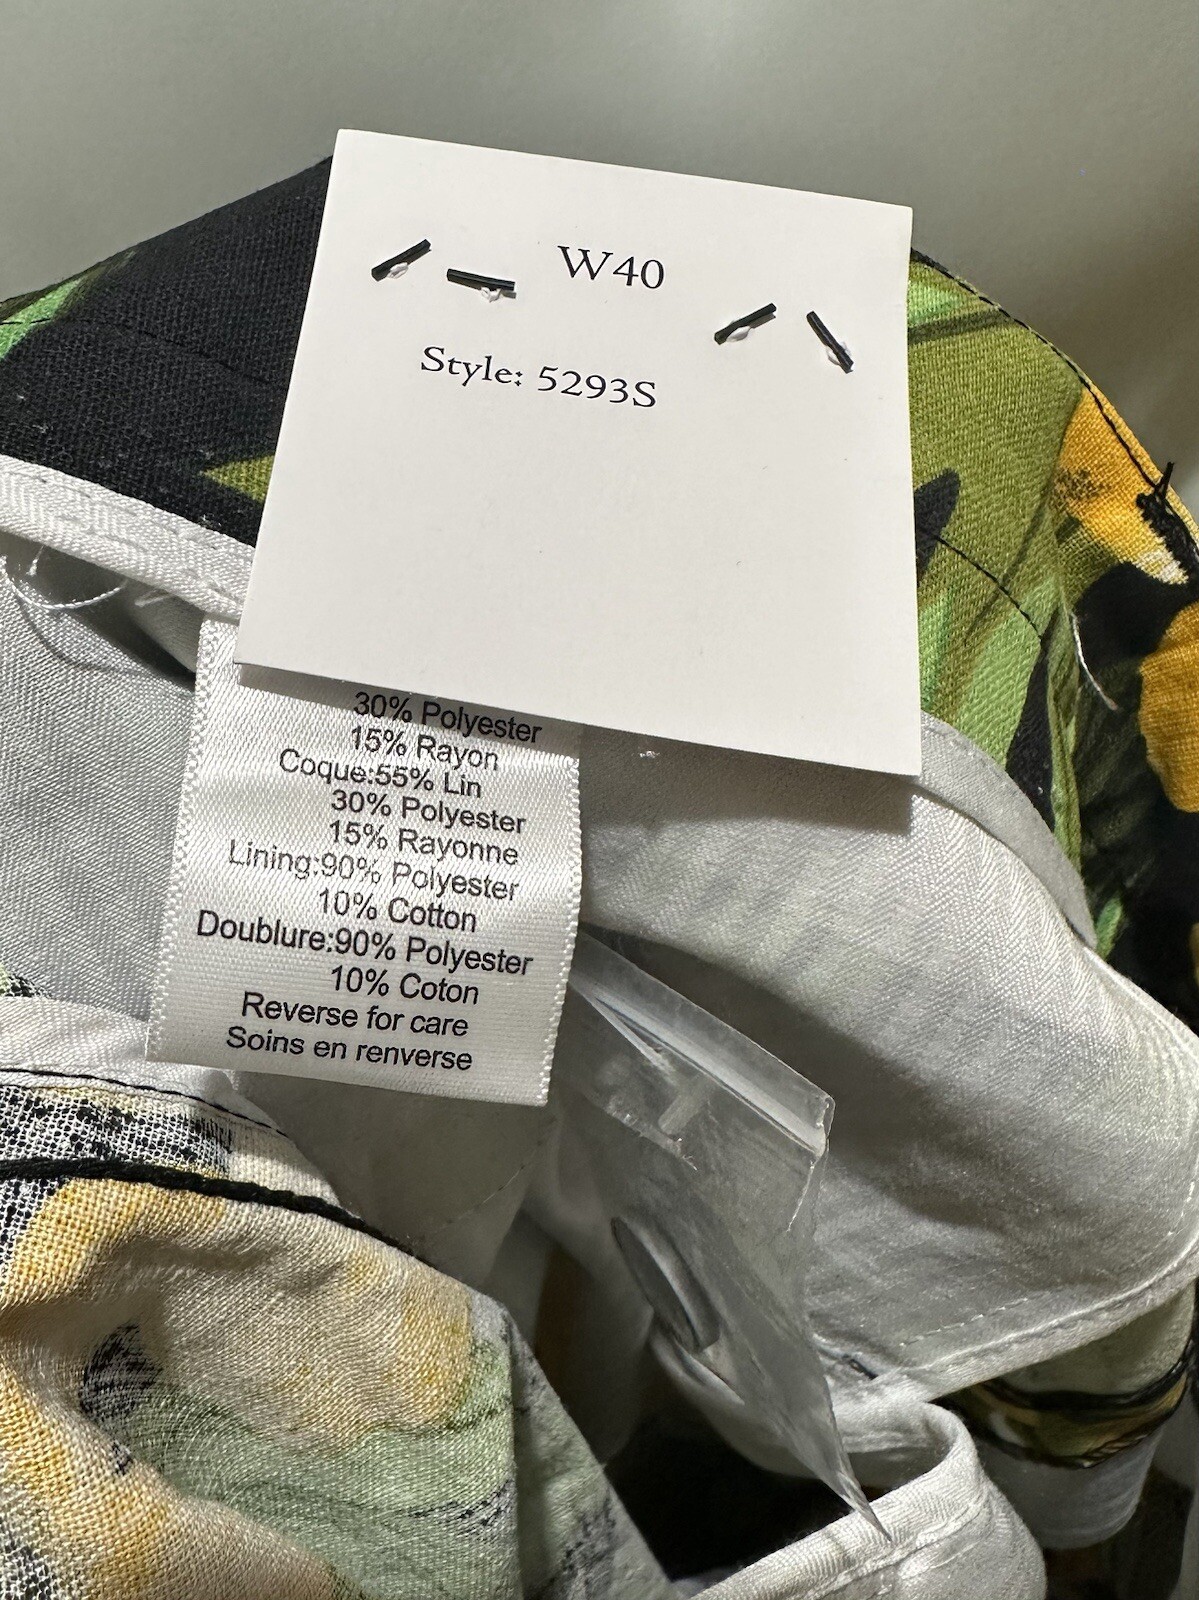 W40
Style: 5293S
30% Polyester
15% Rayon
Coque:55% Lin
30% Polyester
15% Rayonne
Lining:90% Polyester
10% Cotton
Doublure:90% Polyester
10% Coton
Reverse for care
Soins en renverse